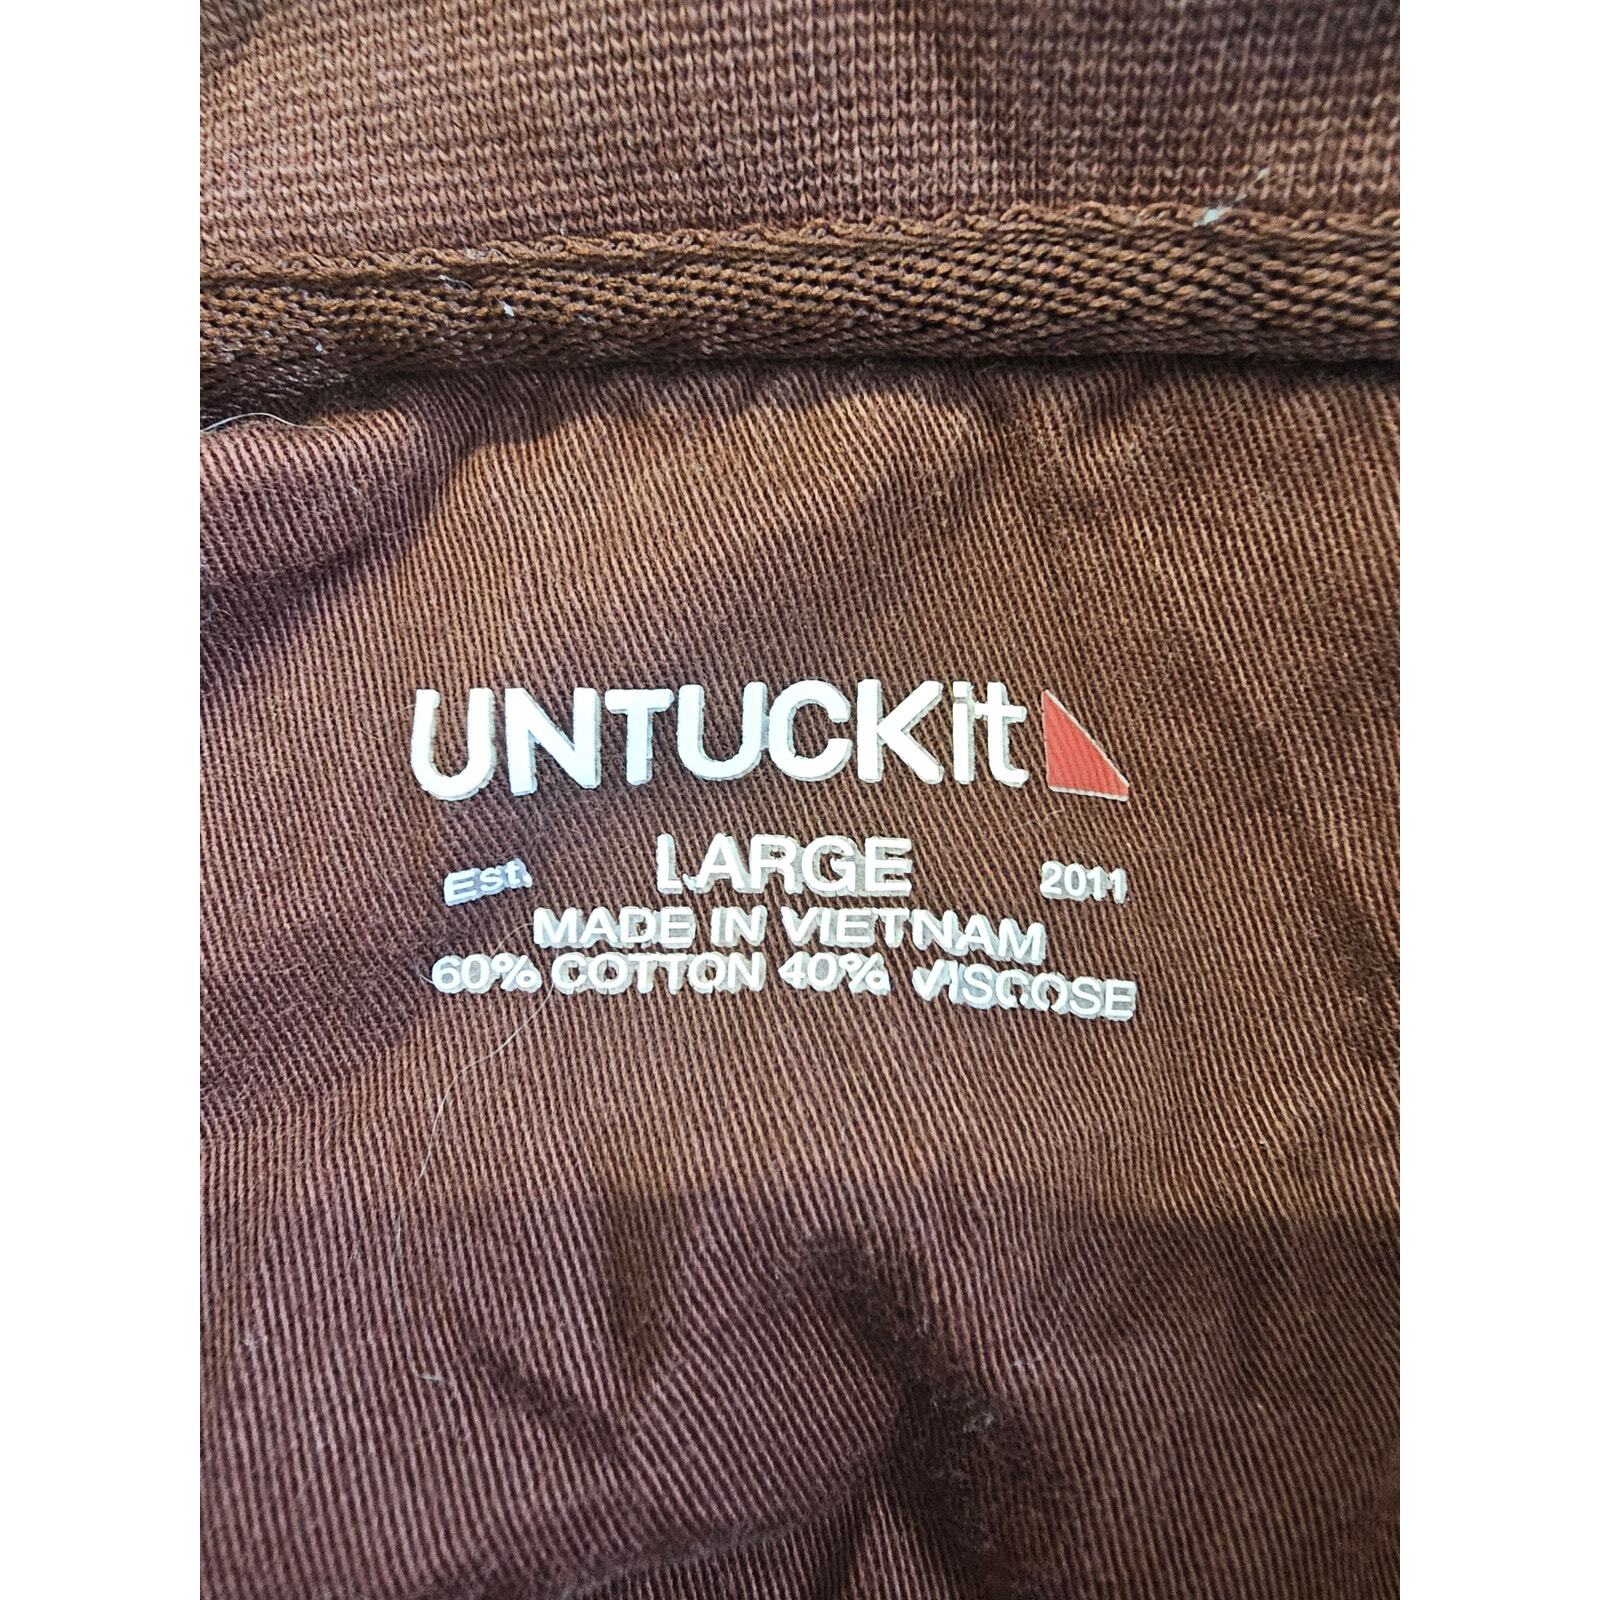 UNTUCKit
Est. LARGE 2011
MADE IN VIETNAM
60% COTTON 40% VISCOSE